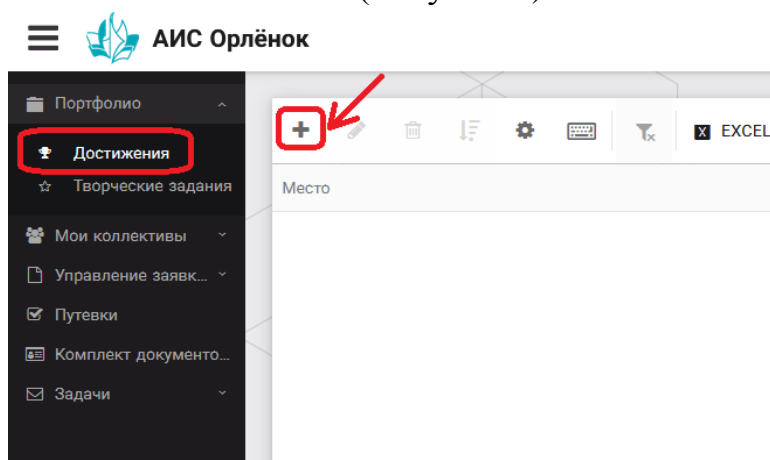 АИС Орлёнок
Портфолио
Достижения
Творческие задания
Мои коллективы
Управление заявк...
Путевки
Комплект документо...
Задачи
EXCEL
Место